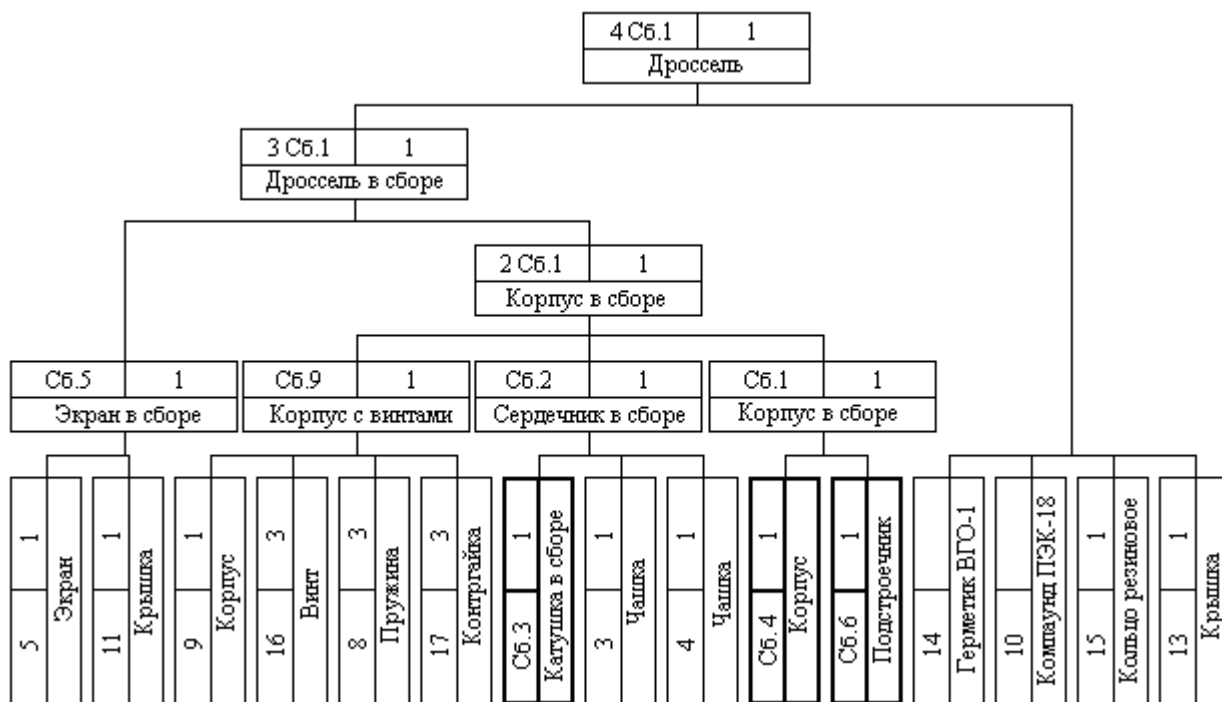 4 Сб.1 1
Дроссель
3 Сб.1 1
Дроссель в сборе
2 Сб.1 1
Корпус в сборе
Сб.5 1
Экран в сборе
Сб.9 1
Корпус с винтами
Сб.2 1
Сердечник в сборе
Сб.1 1
Корпус в сборе
5 1
Экран
11 1
Крышка
9 1
Корпус
16 3
Винт
8 3
Пружина
17 3
Контргайка
Сб.3 1
Катушка в сборе
3 1
Чашка
4 1
Чашка
Сб.4 1
Корпус
Сб.6 1
Подстроечник
14
Герметик ВГО-1
10
Компаунд ПЭК-18
15 1
Кольцо резиновое
13 1
Крышка